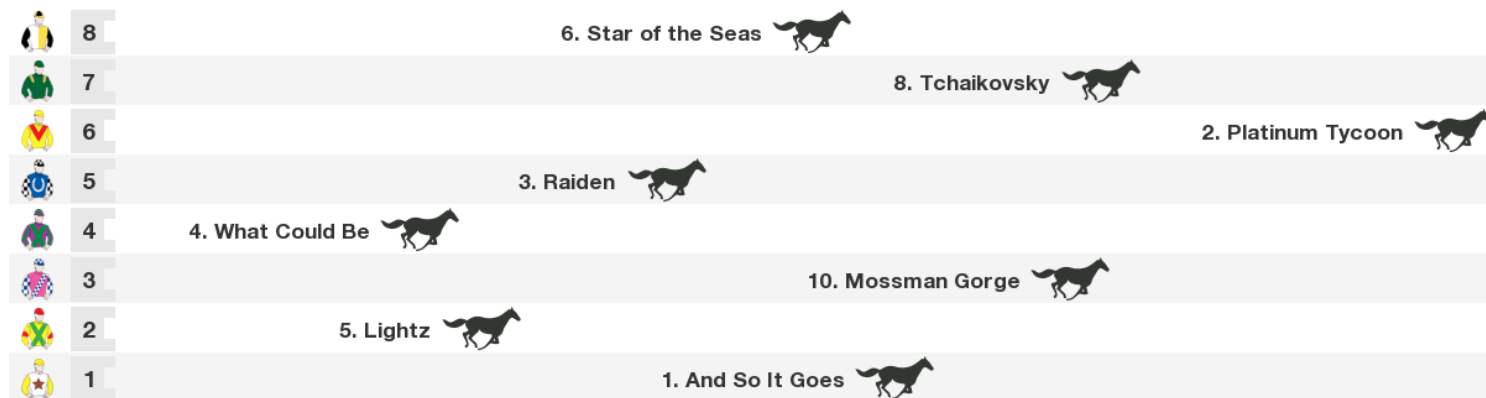 8 6. Star of the Seas
7 8. Tchaikovsky
6 2. Platinum Tycoon
5 3. Raiden
4 4. What Could Be
3 10. Mossman Gorge
2 5. Lightz
1 1. And So It Goes